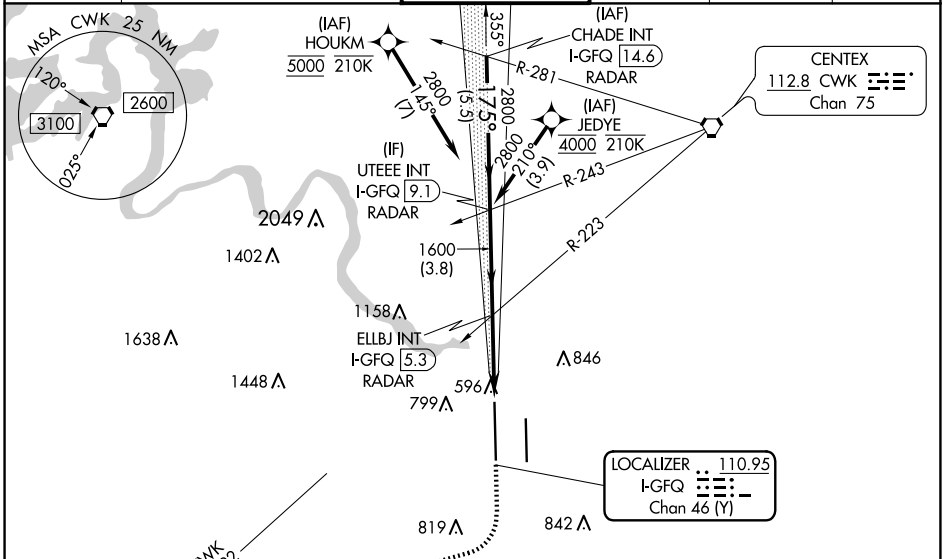 MSA CWK 25 NM
120°
2600
3100
025°
(IAF)
HOUKM
5000 210K
2800
145°
(7)
355°
175°
(5.5)
2800
(IAF)
CHADE INT
I-GFQ 14.6
RADAR
R-281
CENTEX
112.8 CWK
Chan 75
(IAF)
JEDYE
4000 210K
2800
210°
(3.9)
R-243
R-223
(IF)
UTEEE INT
I-GFQ 9.1
RADAR
2049
1402
1600
(3.8)
1158
1638
ELLBJ INT
I-GFQ 5.3
RADAR
846
1448
596
799
LOCALIZER 110.95
I-GFQ
Chan 46 (Y)
819
842